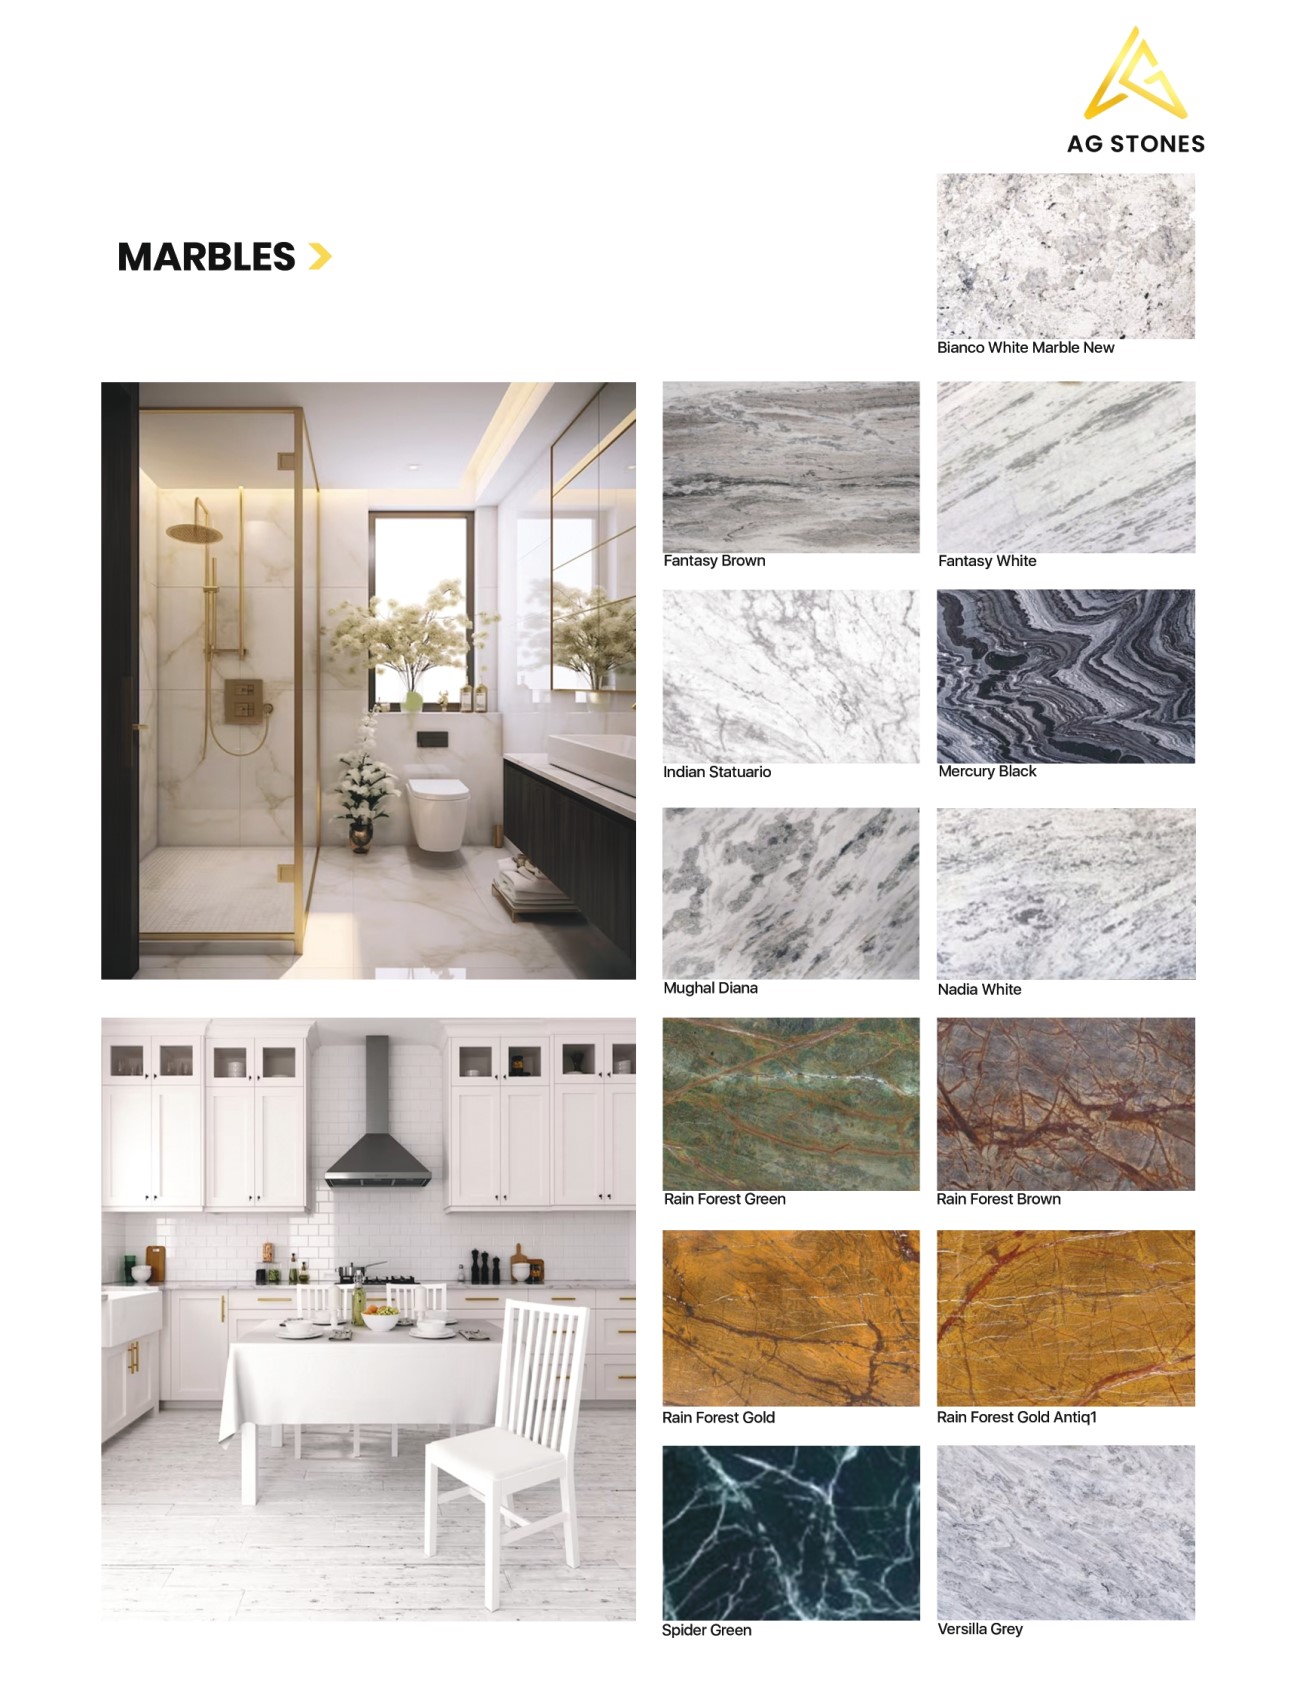 AG STONES
MARBLES
Bianco White Marble New
Fantasy Brown
Fantasy White
Indian Statuario
Mercury Black
Mughal Diana
Nadia White
Rain Forest Green
Rain Forest Brown
Rain Forest Gold
Rain Forest Gold Antiq1
Spider Green
Versilla Grey